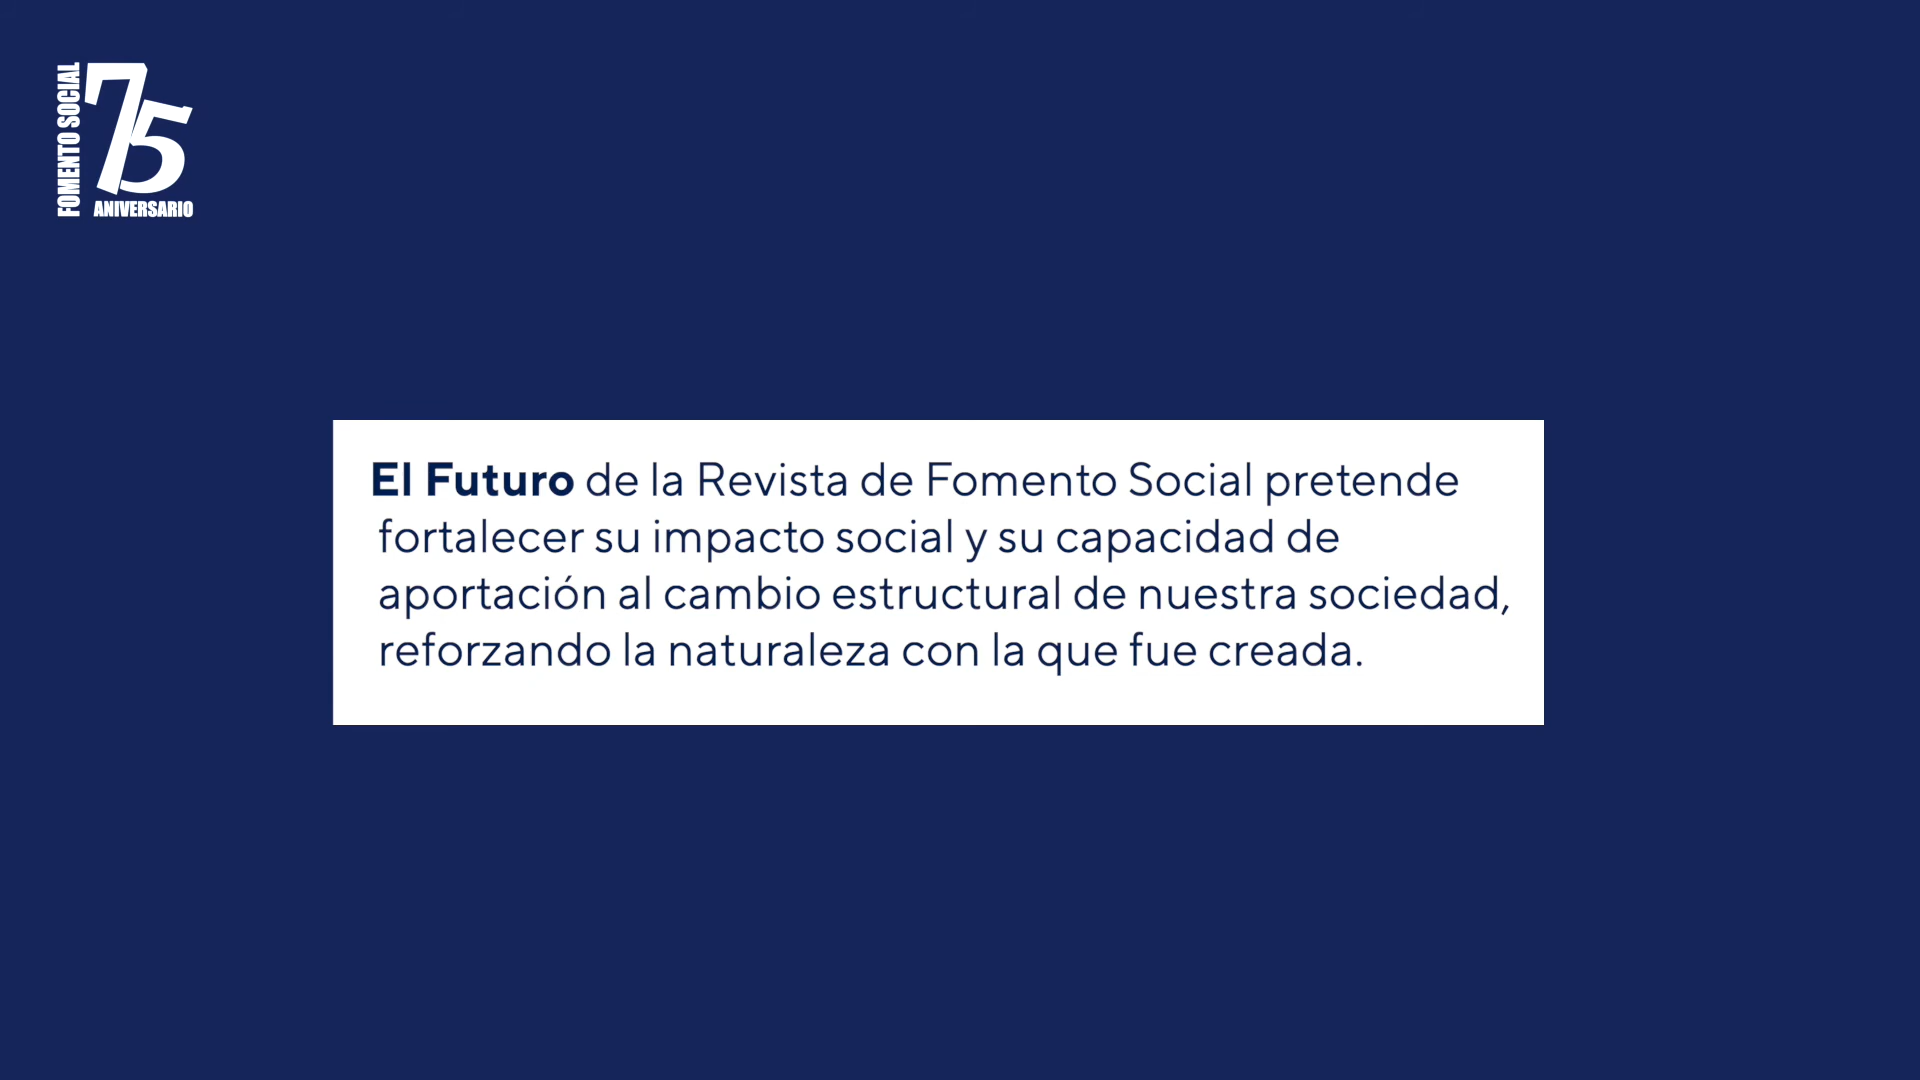 FOMENTO SOCIAL
75
ANIVERSARIO
El Futuro de la Revista de Fomento Social pretende
fortalecer su impacto social y su capacidad de
aportación al cambio estructural de nuestra sociedad,
reforzando la naturaleza con la que fue creada.